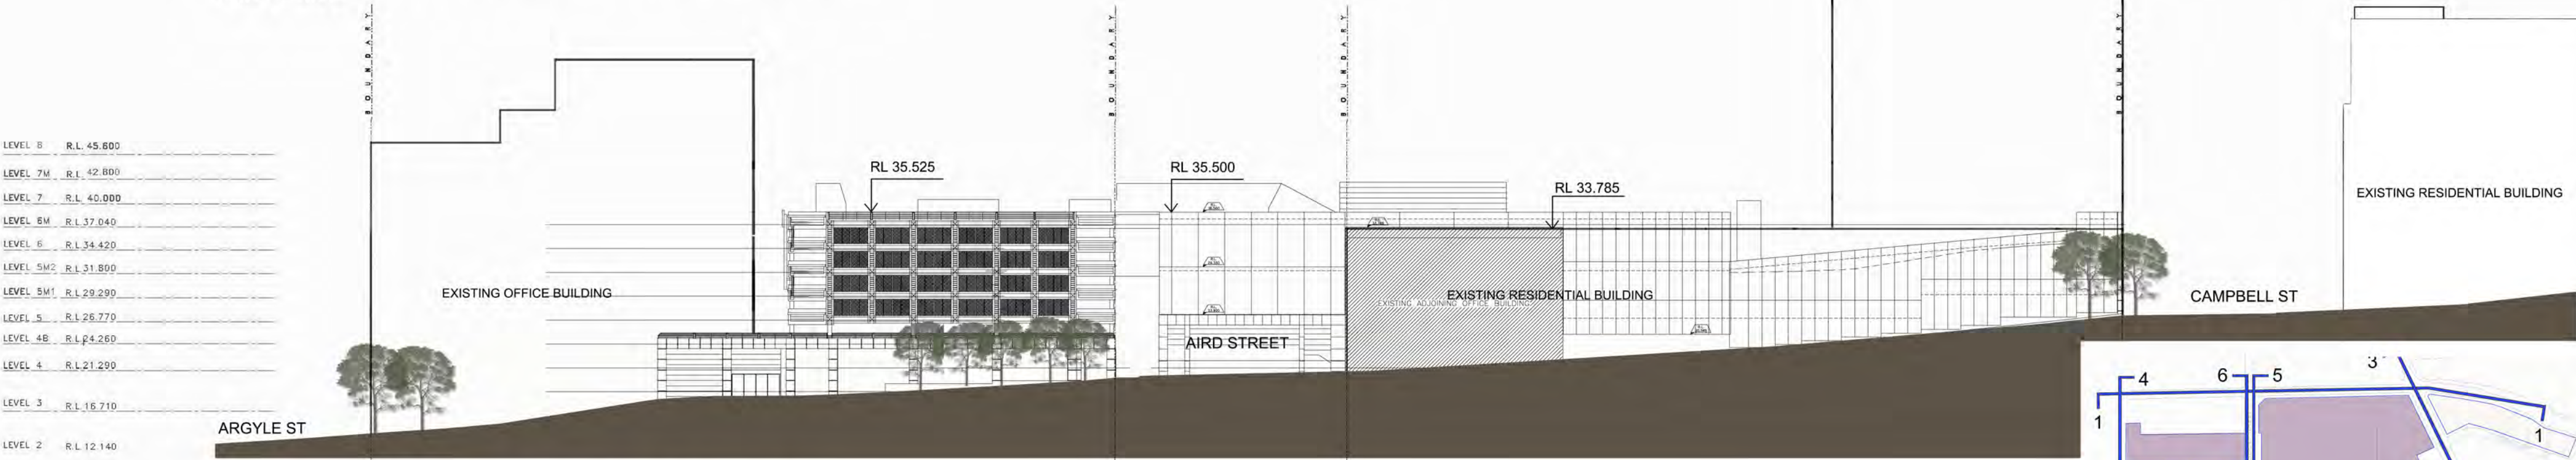 BOUNDARY
BOUNDARY
BOUNDARY
BOUNDARY
LEVEL 8 R.L. 45.600
LEVEL 7M R.L. 42.800
LEVEL 7 R.L. 40.000
LEVEL 6M R.L.37.040
LEVEL 6 R.L.34.420
LEVEL 5M2 R.L.31.800
LEVEL 5M1 R.L.29.290
LEVEL 5 R.L.26.770
LEVEL 4B R.L.24.260
LEVEL 4 R.L.21.290
LEVEL 3 R.L.16.710
LEVEL 2 R.L.12.140
RL 35.525
RL 35.500
RL 33.785
EXISTING RESIDENTIAL BUILDING
EXISTING OFFICE BUILDING
EXISTING RESIDENTIAL BUILDING
EXISTING ADJOINING OFFICE BUILDING
CAMPBELL ST
AIRD STREET
ARGYLE ST
3
4 6 5
1
1